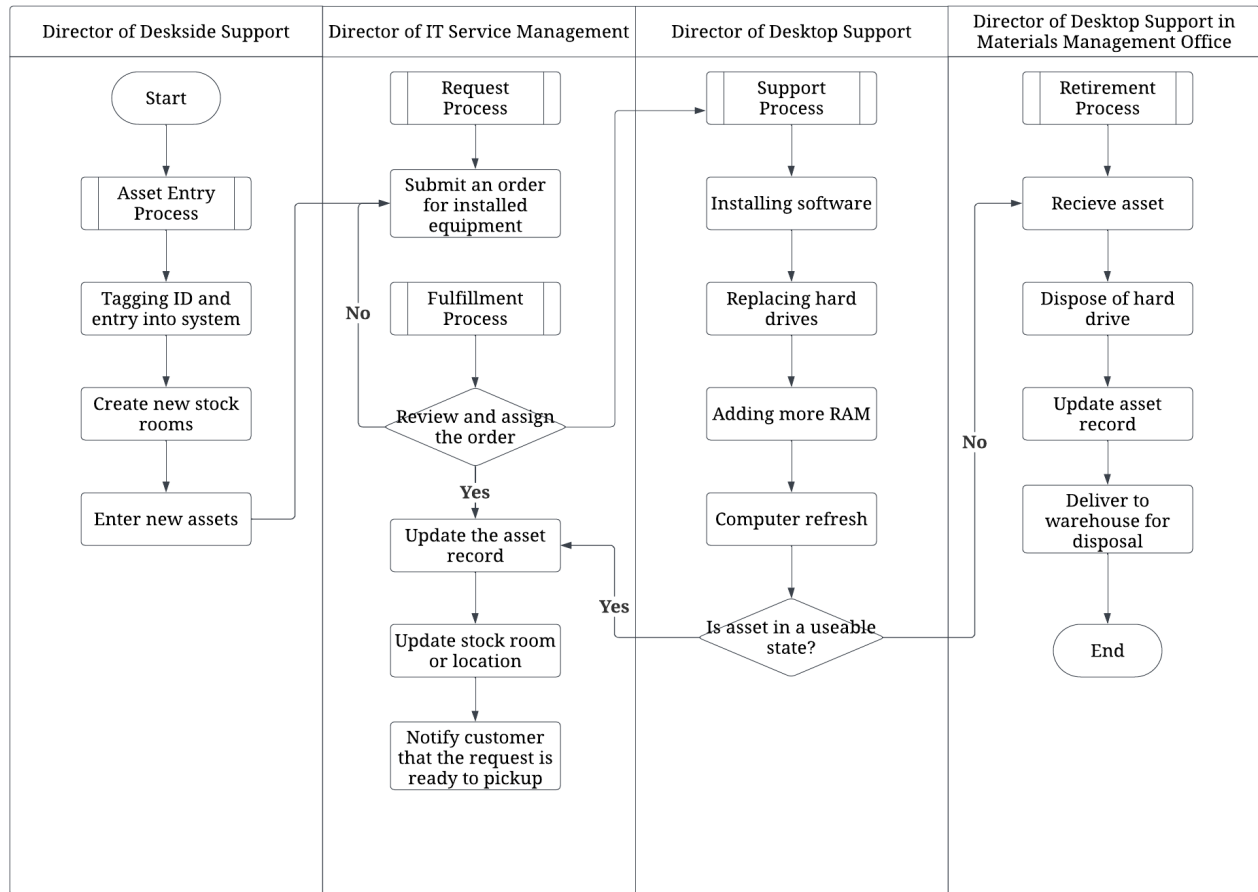 Director of Deskside Support
Director of IT Service Management
Director of Desktop Support
Director of Desktop Support in
Materials Management Office
Start
Asset Entry
Process
Tagging ID and
entry into system
Create new stock
rooms
Enter new assets
Request
Process
Submit an order
for installed
equipment
No
Fulfillment
Process
Review and assign
the order
Yes
Update the asset
record
Update stock room
or location
Notify customer
that the request is
ready to pickup
Support
Process
Installing software
Replacing hard
drives
Adding more RAM
Computer refresh
Is asset in a useable
state?
Yes
No
Retirement
Process
Recieve asset
Dispose of hard
drive
Update asset
record
Deliver to
warehouse for
disposal
End